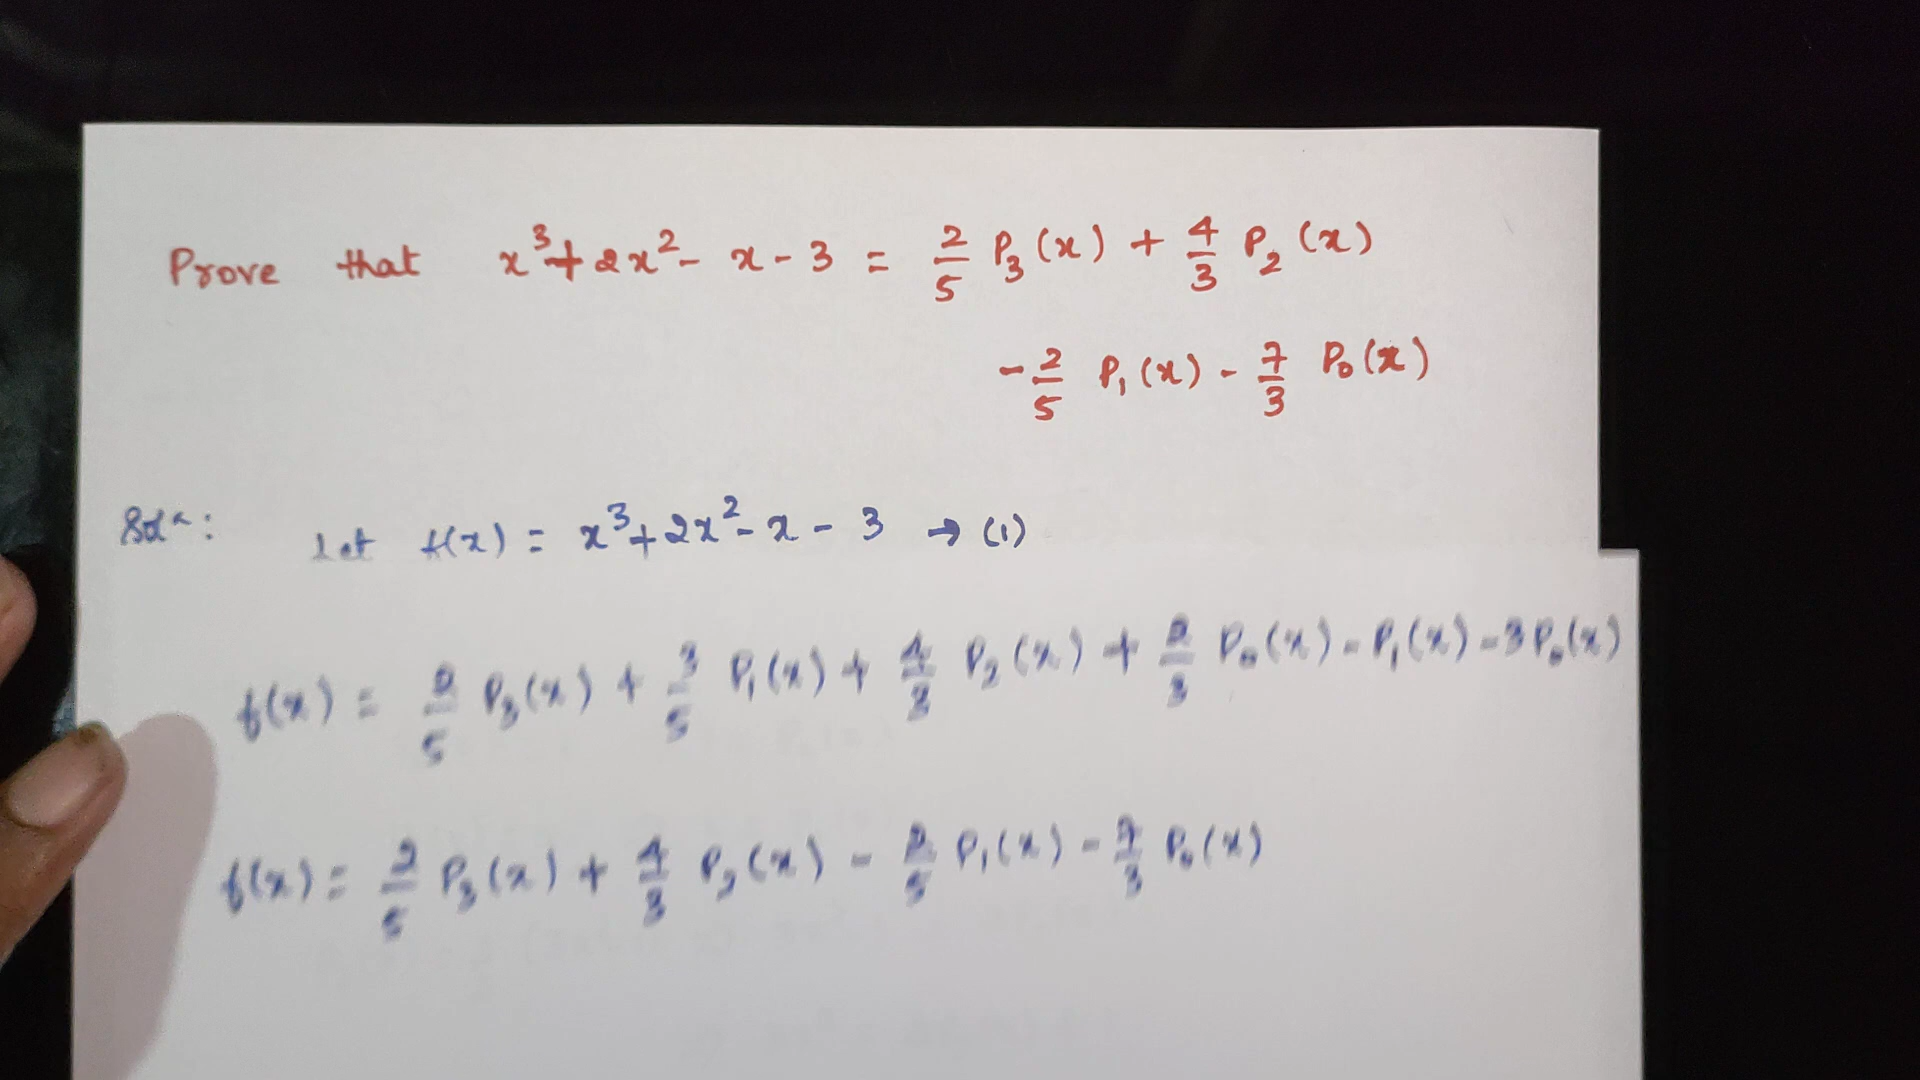 Prove that x³ + 2x² - x - 3 = 2/5 P₃(x) + 4/3 P₂(x)
- 2/5 P₁(x) - 7/3 P₀(x)
Solⁿ: Let f(x) = x³ + 2x² - x - 3 → (1)
f(x) = 2/5 P₃(x) + 3/5 P₁(x) + 4/3 P₂(x) + 2/3 P₀(x) - P₁(x) - 3P₀(x)
f(x) = 2/5 P₃(x) + 4/3 P₂(x) - 2/5 P₁(x) - 7/3 P₀(x)